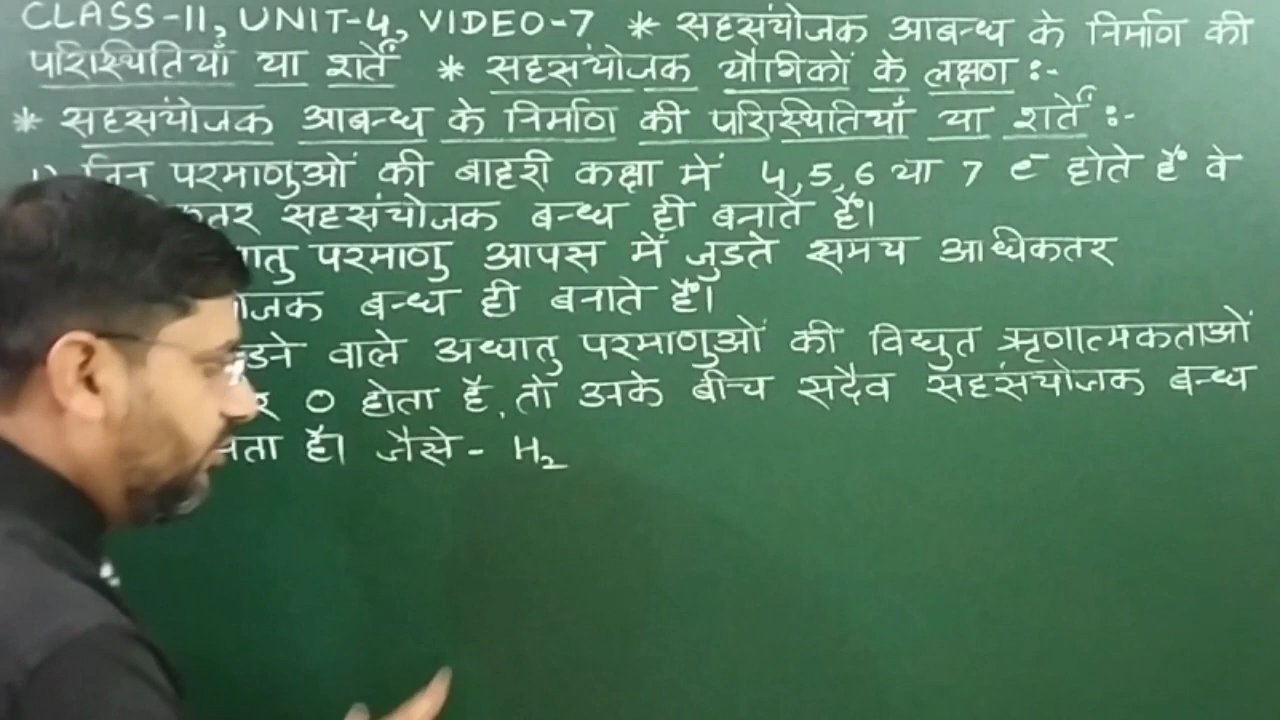 CLASS-11, UNIT-4, VIDEO-7 * सहसंयोजक आबन्ध के निर्माण की
परिस्थितियाँ या शर्तें * सहसंयोजक यौगिकों के लक्षण :-
* सहसंयोजक आबन्ध के निर्माण की परिस्थितियाँ या शर्तें :-
जिन परमाणुओं की बाहरी कक्षा में 4,5,6 या 7 e⁻ होते हैं वे
सहसंयोजक बन्ध ही बनाते हैं।
परमाणु आपस में जुडते समय अधिकतर
बन्ध ही बनाते हैं।
वाले अधातु परमाणुओं की विद्युत ऋणात्मकताओं
0 होता है, तो उनके बीच सदैव सहसंयोजक बन्ध
है। जैसे - H₂